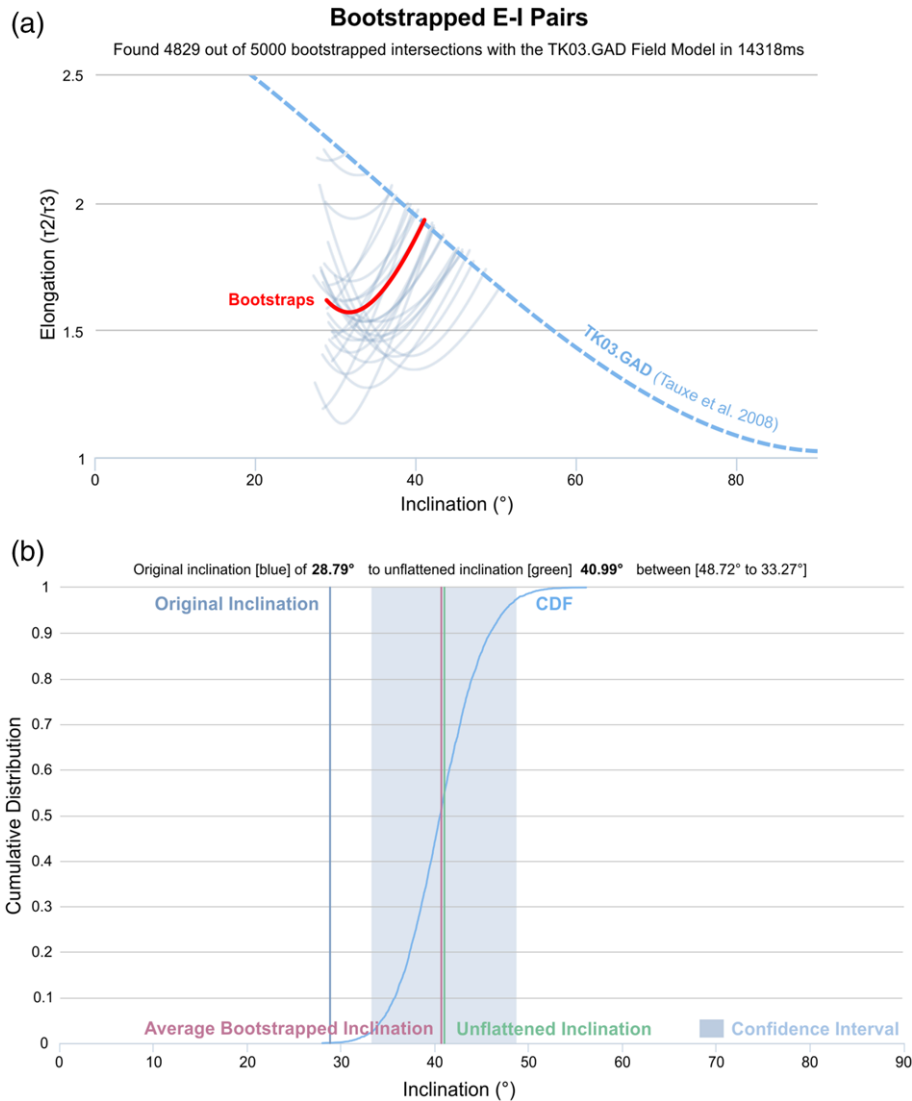 (a)
Bootstrapped E-I Pairs
Found 4829 out of 5000 bootstrapped intersections with the TK03.GAD Field Model in 14318ms
2.5
2
1.5
1
Elongation (τ2/τ3)
Bootstraps
TK03.GAD (Tauxe et al. 2008)
0 20 40 60 80
Inclination (°)
(b)
Original inclination [blue] of 28.79° to unflattened inclination [green] 40.99° between [48.72° to 33.27°]
1
0.9
0.8
0.7
0.6
0.5
0.4
0.3
0.2
0.1
0
Cumulative Distribution
Original Inclination
CDF
Average Bootstrapped Inclination
Unflattened Inclination
Confidence Interval
0 10 20 30 40 50 60 70 80 90
Inclination (°)